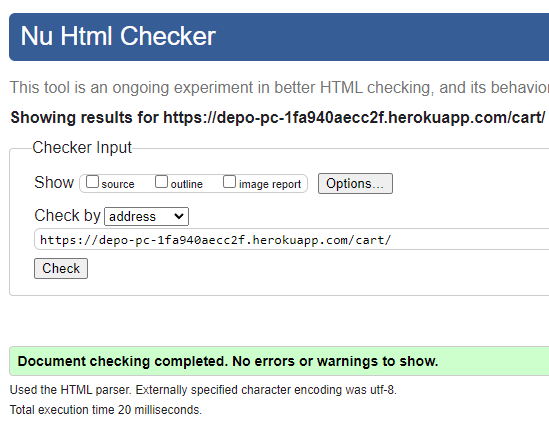 Nu Html Checker
This tool is an ongoing experiment in better HTML checking, and its behavior
Showing results for https://depo-pc-1fa940aecc2f.herokuapp.com/cart/
Checker Input
Show source outline image report Options...
Check by address
https://depo-pc-1fa940aecc2f.herokuapp.com/cart/
Check
Document checking completed. No errors or warnings to show.
Used the HTML parser. Externally specified character encoding was utf-8.
Total execution time 20 milliseconds.